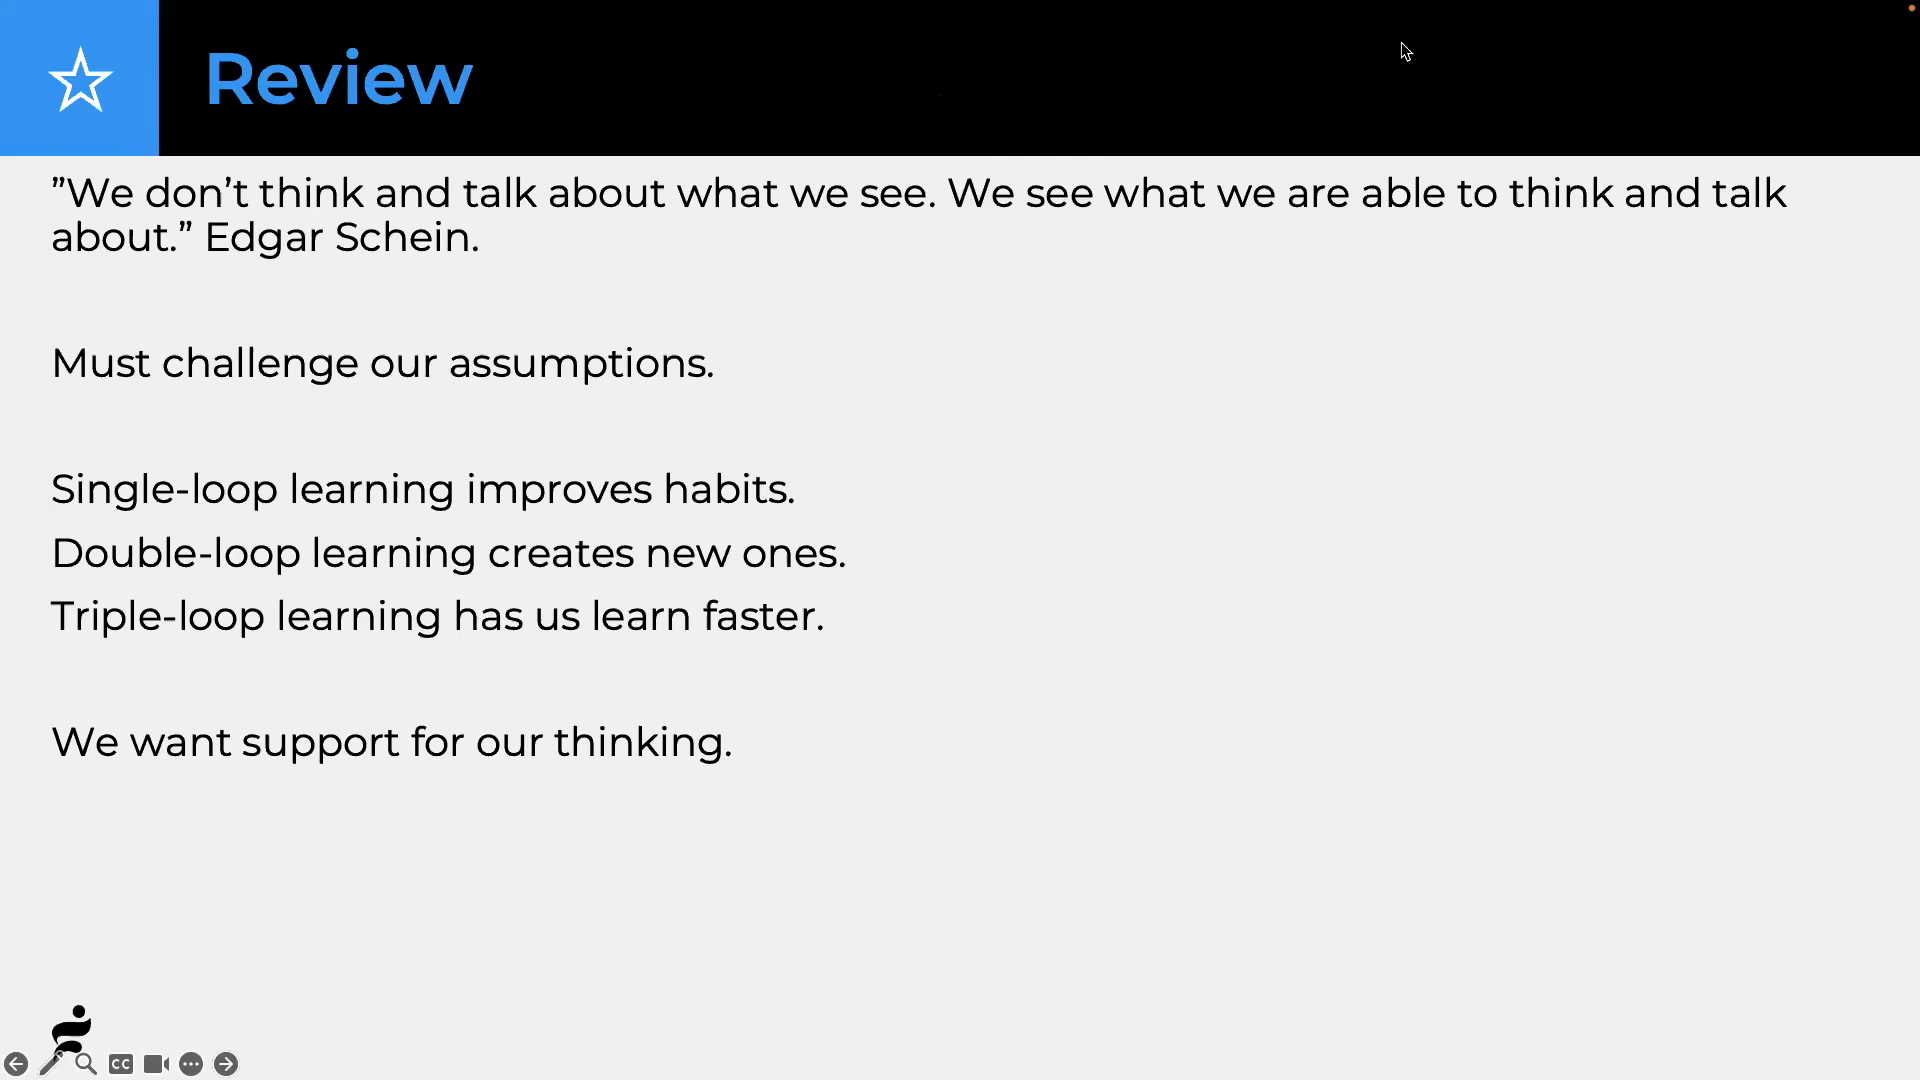 Review
”We don’t think and talk about what we see. We see what we are able to think and talk
about.” Edgar Schein.
Must challenge our assumptions.
Single-loop learning improves habits.
Double-loop learning creates new ones.
Triple-loop learning has us learn faster.
We want support for our thinking.
CC